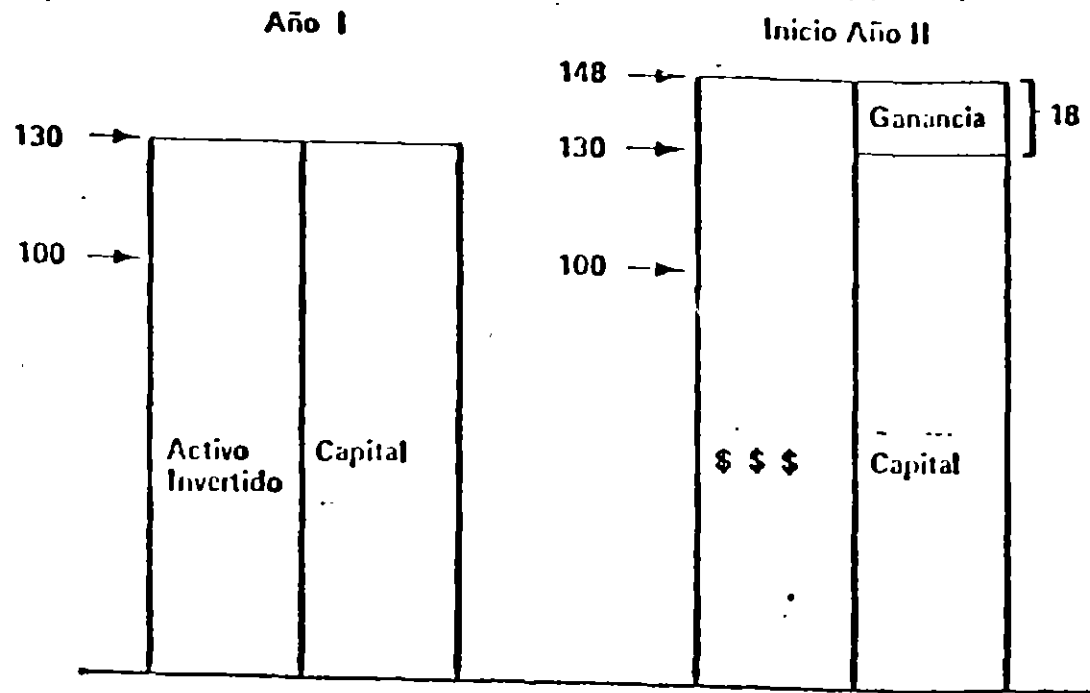 Año I
130
100
Activo
Invertido
Capital
Inicio Año II
148
130
100
Ganancia
18
$ $ $
Capital